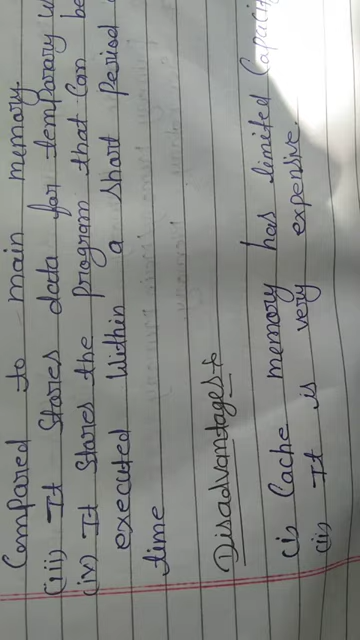 Compared to main memory.
(iii) It stores data for temporary
(iv) It stores the program that can be
executed within a short period
time
Disadvantages :-
(i) Cache memory has limited Capacity
(ii) It is very expensive.